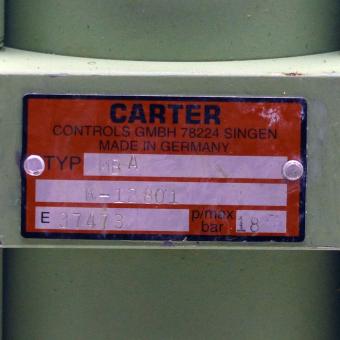 CARTER
CONTROLS GMBH 78224 SINGEN
MADE IN GERMANY
TYP A
K-12801
E 37473 p/max bar 18